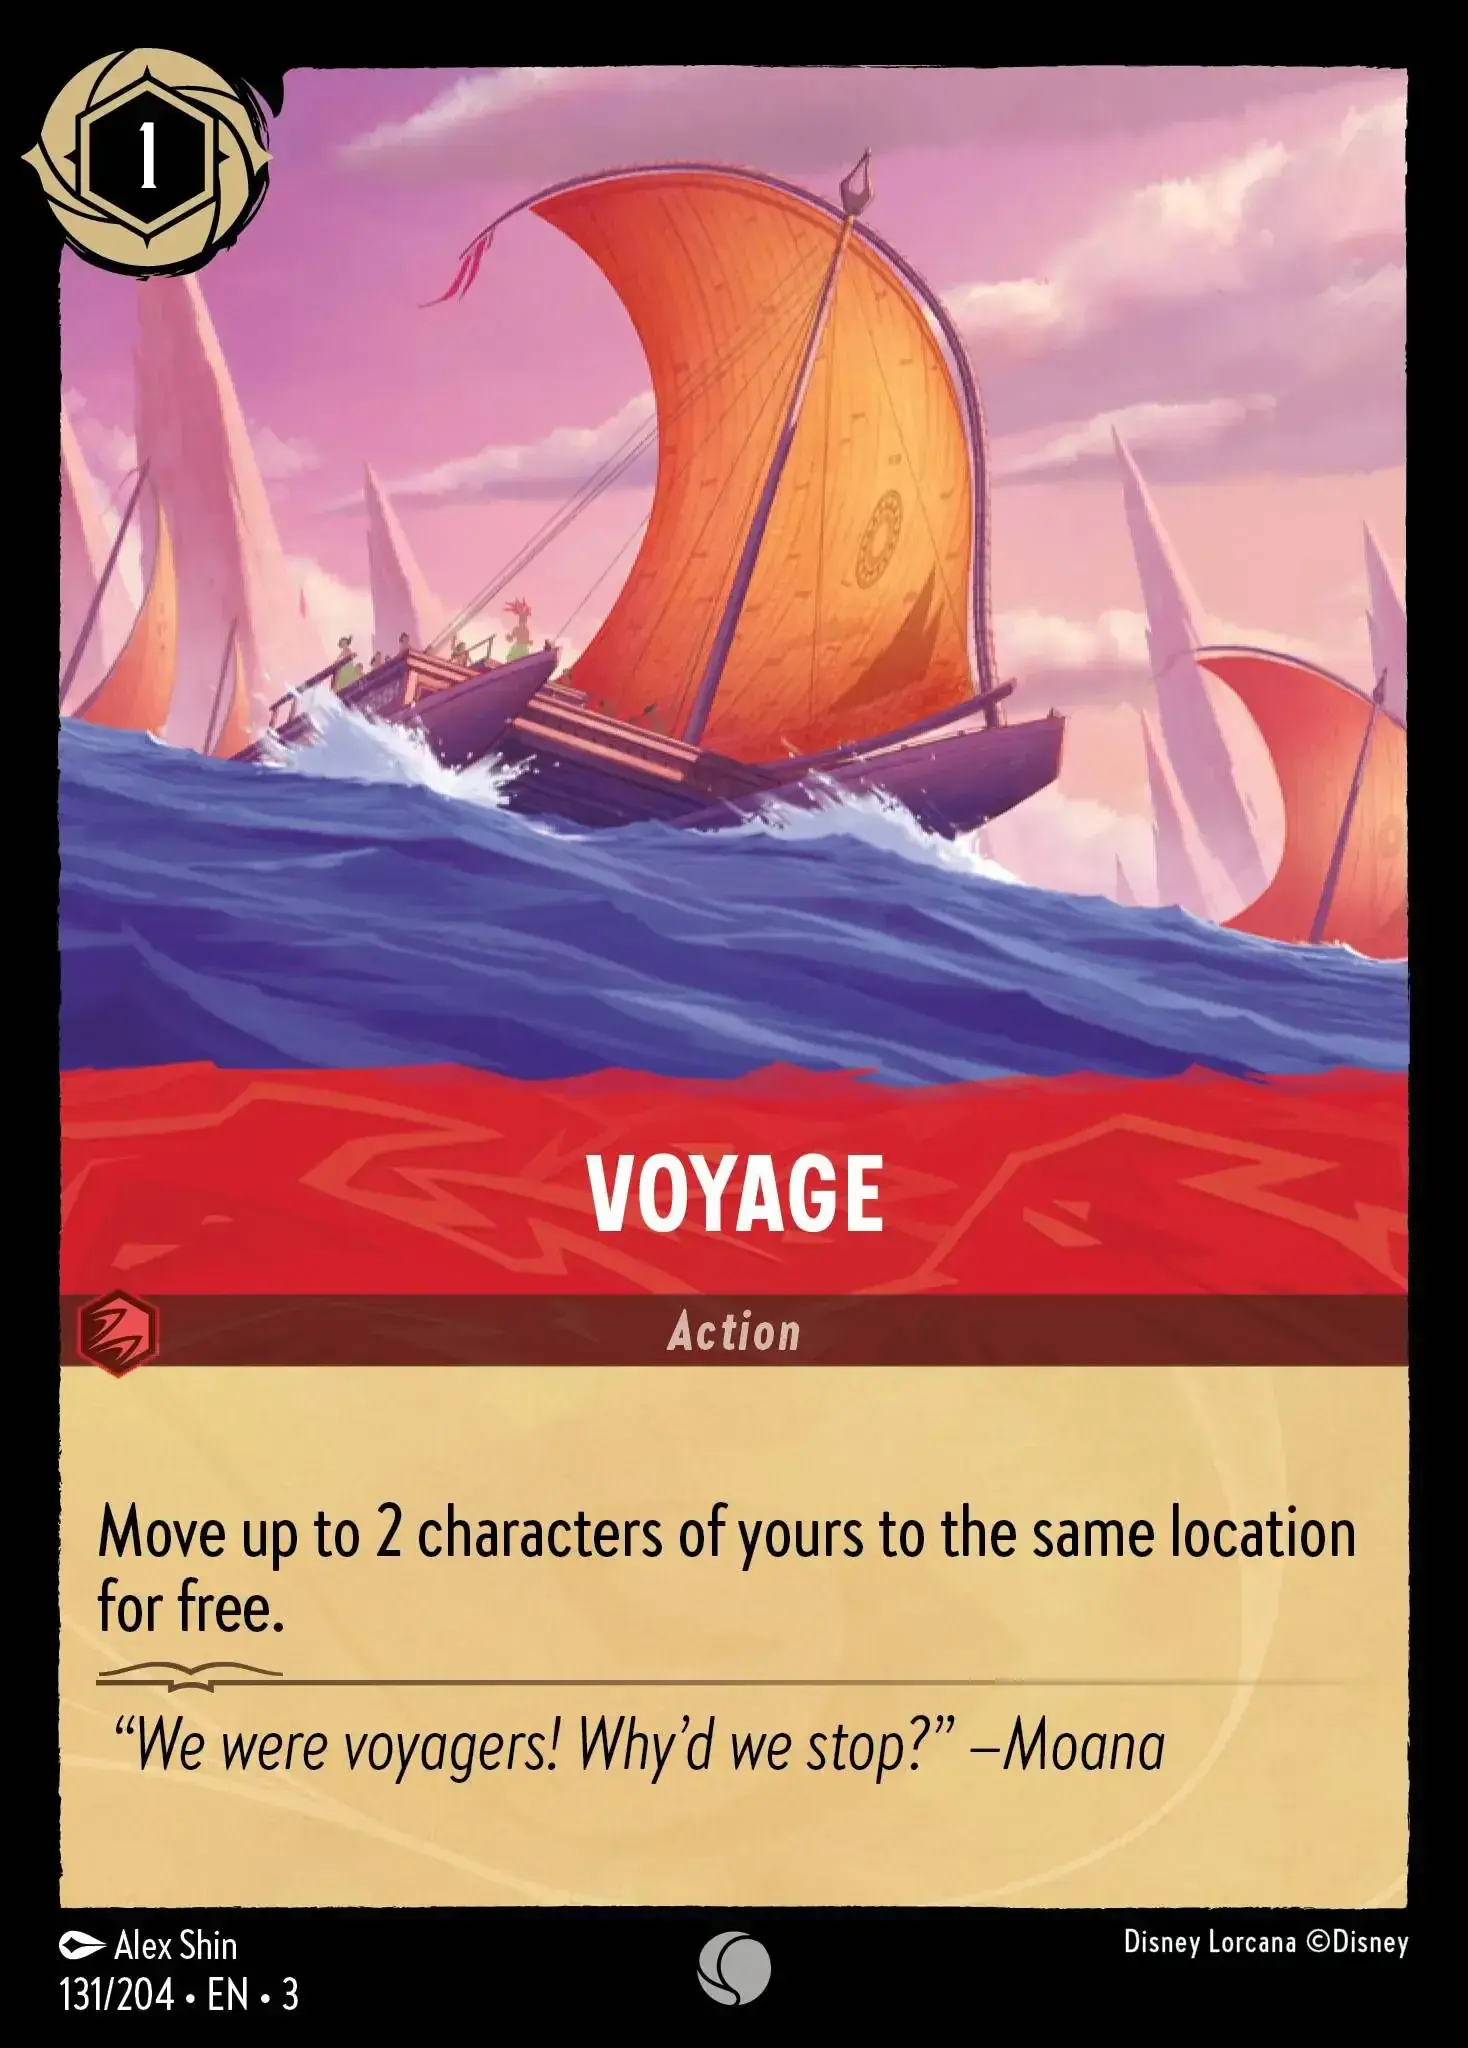 1
VOYAGE
Action
Move up to 2 characters of yours to the same location
for free.
“We were voyagers! Why’d we stop?” –Moana
Alex Shin
Disney Lorcana ©Disney
131/204 • EN • 3